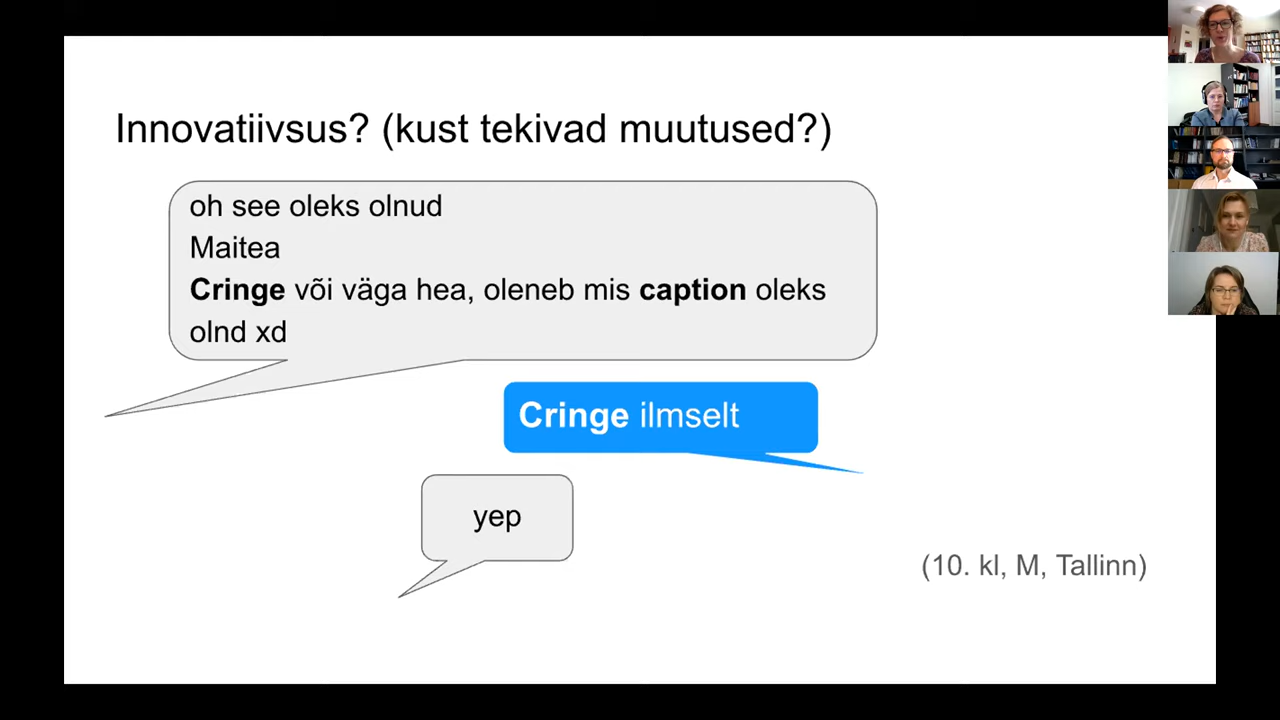 Innovatiivsus? (kust tekivad muutused?)
oh see oleks olnud
Maitea
Cringe või väga hea, oleneb mis caption oleks
olnd xd
Cringe ilmselt
yep
(10. kl, M, Tallinn)